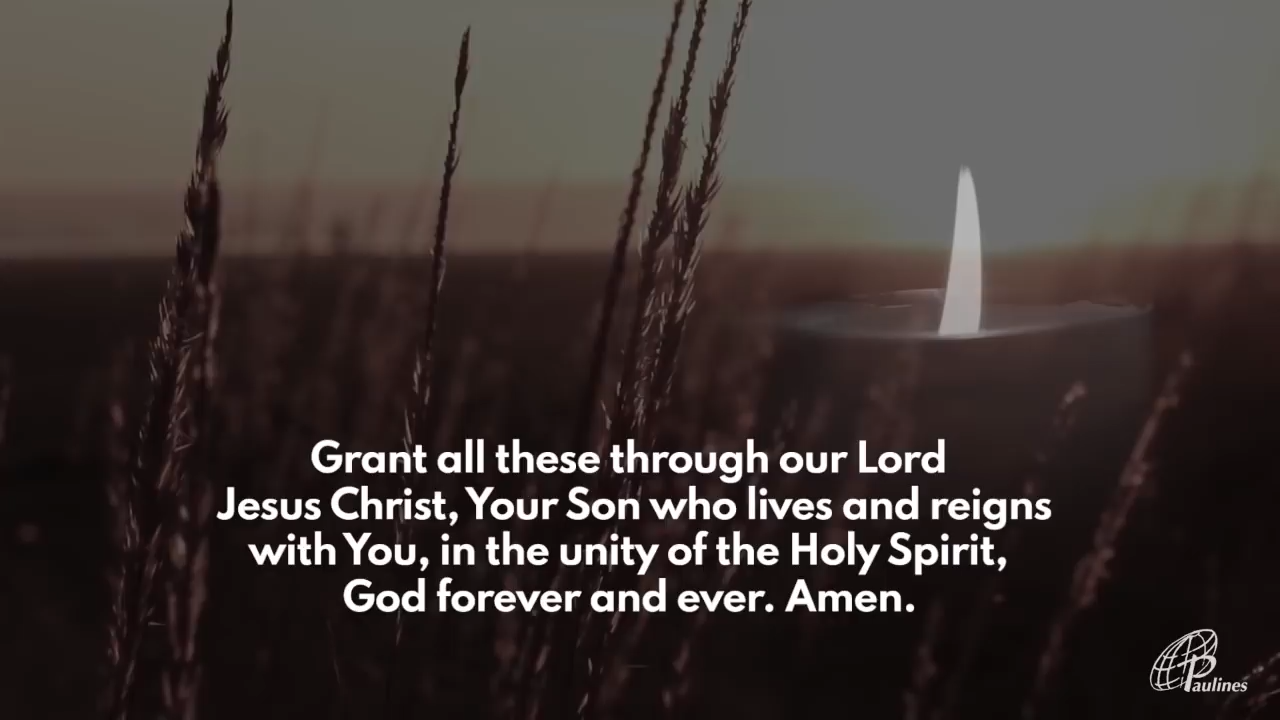 Grant all these through our Lord
Jesus Christ, Your Son who lives and reigns
with You, in the unity of the Holy Spirit,
God forever and ever. Amen.
Paulines